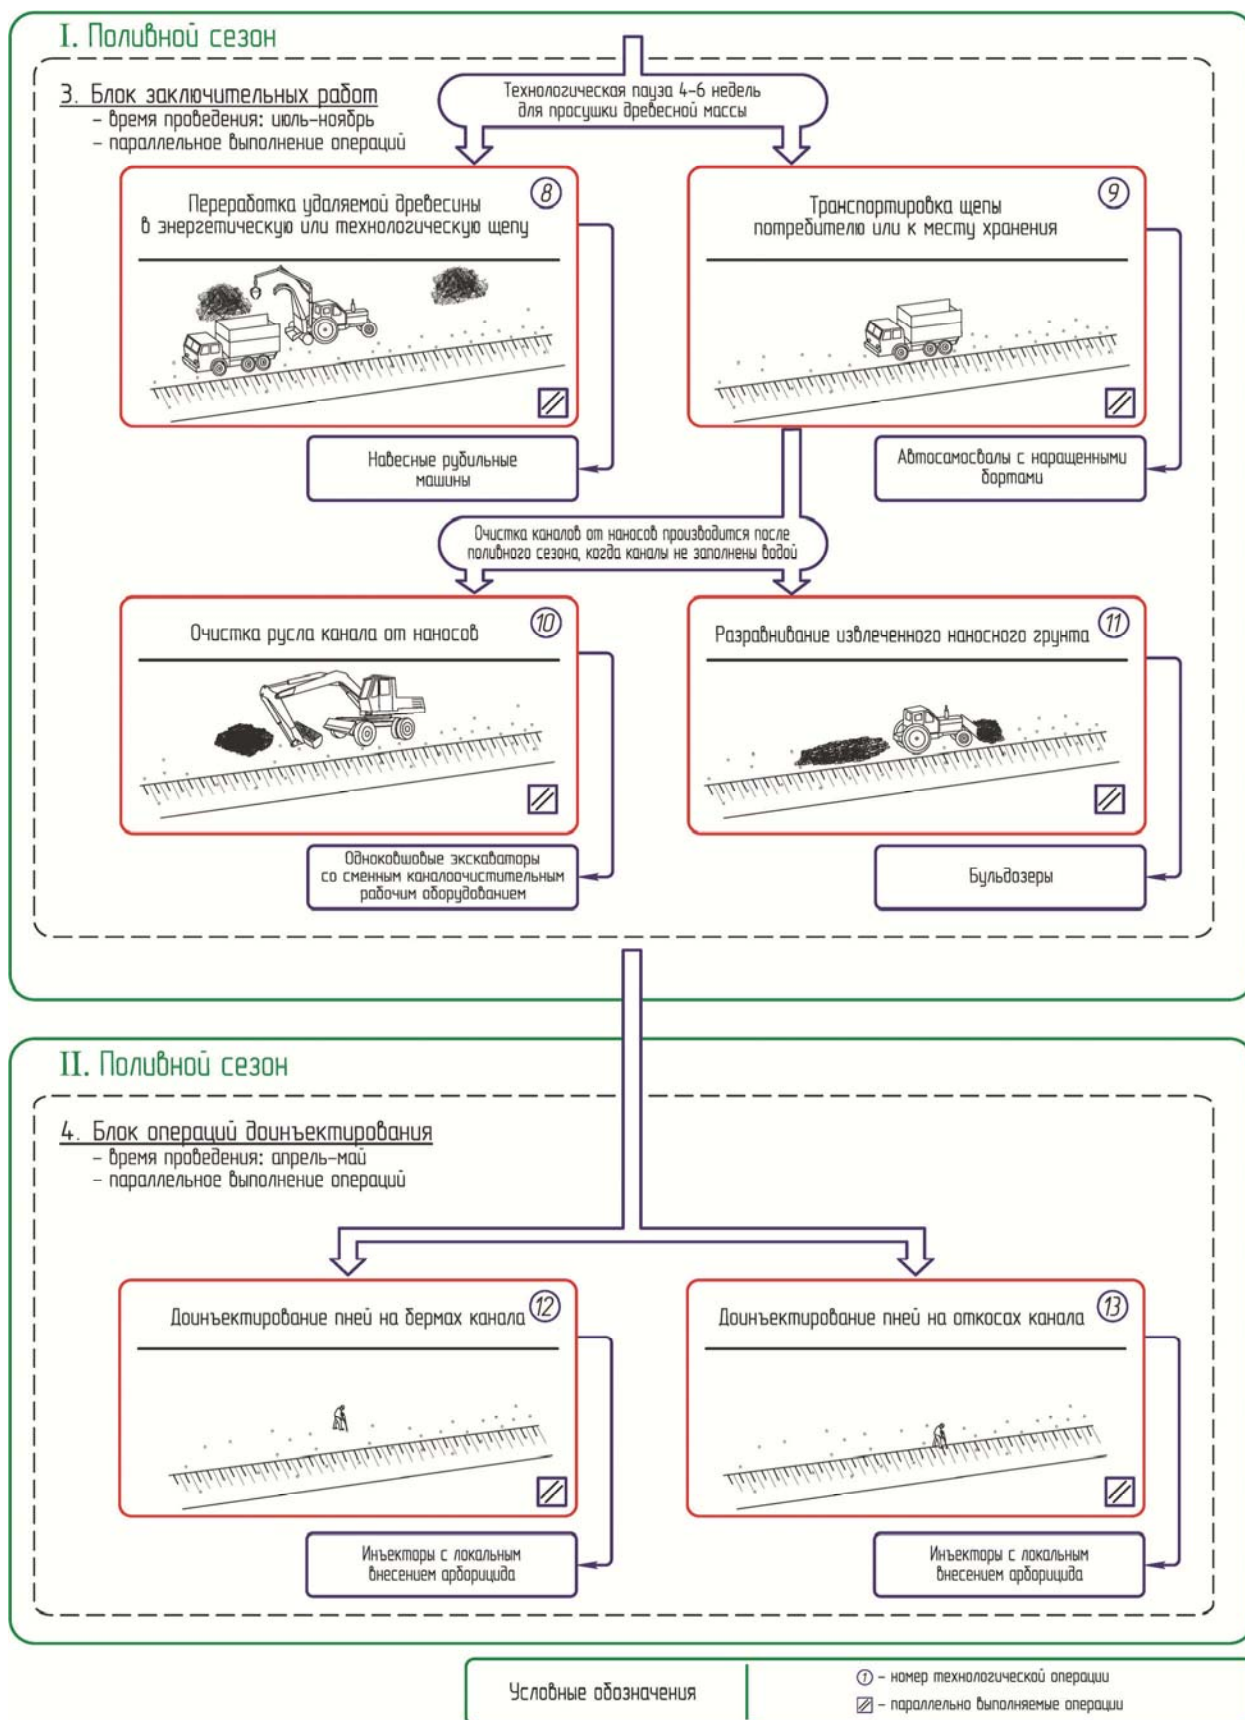 I. Поливной сезон
3. Блок заключительных работ
– время проведения: июль-ноябрь
– параллельное выполнение операций
Технологическая пауза 4-6 недель
для просушки древесной массы
8
Переработка удаляемой древесины
в энергетическую или технологическую щепу
Навесные рубильные
машины
9
Транспортировка щепы
потребителю или к месту хранения
Автосамосвалы с наращенными
бортами
Очистка каналов от наносов производится после
поливного сезона, когда каналы не заполнены водой
10
Очистка русла канала от наносов
Одноковшовые экскаваторы
со сменным каналоочистительным
рабочим оборудованием
11
Разравнивание извлеченного наносного грунта
Бульдозеры
II. Поливной сезон
4. Блок операций доинъектирования
– время проведения: апрель-май
– параллельное выполнение операций
12
Доинъектирование пней на бермах канала
Инъекторы с локальным
внесением арборицида
13
Доинъектирование пней на откосах канала
Инъекторы с локальным
внесением арборицида
Условные обозначения
1 – номер технологической операции
– параллельно выполняемые операции